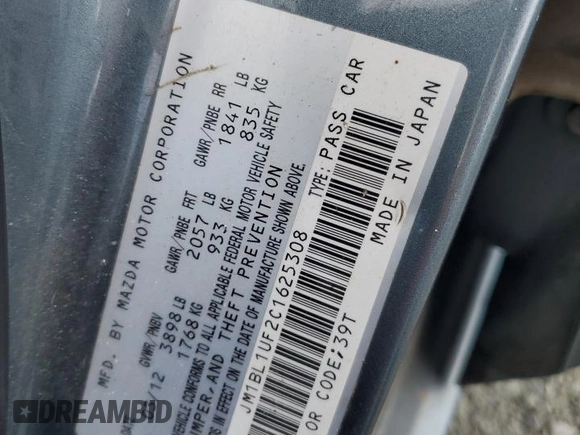 MFD. BY MAZDA MOTOR CORPORATION
/12 GVWR/PNBV GAWR/PNBE FRT GAWR/PNBE RR
3898 LB 2057 LB 1841 LB
1768 KG 933 KG 835 KG
VEHICLE CONFORMS TO ALL APPLICABLE FEDERAL MOTOR VEHICLE SAFETY
AND THEFT PREVENTION
IN EFFECT ON THE DATE OF MANUFACTURE SHOWN ABOVE.
JM1BL1UF2C1625308 TYPE: PASS CAR
OR CODE;39T MADE IN JAPAN
DREAMBID